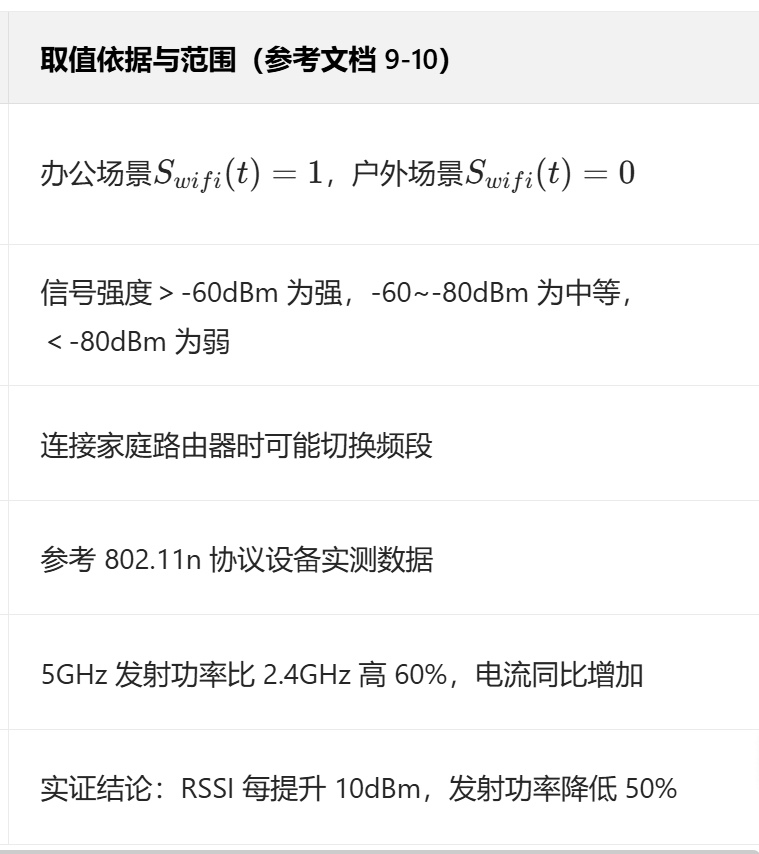 取值依据与范围（参考文档 9-10）
办公场景S_{wifi}(t) = 1，户外场景S_{wifi}(t) = 0
信号强度＞-60dBm 为强，-60~-80dBm 为中等，
＜-80dBm 为弱
连接家庭路由器时可能切换频段
参考 802.11n 协议设备实测数据
5GHz 发射功率比 2.4GHz 高 60%，电流同比增加
实证结论：RSSI 每提升 10dBm，发射功率降低 50%